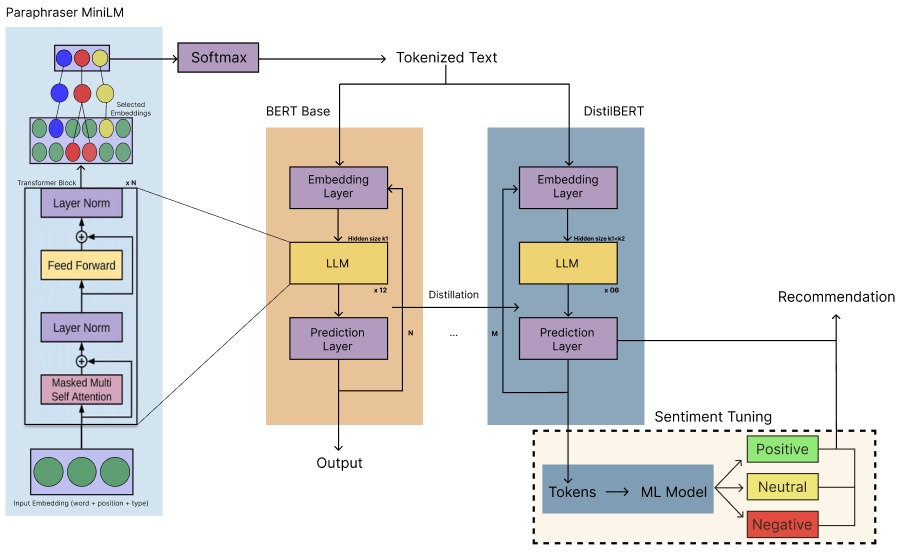 Paraphraser MiniLM
Softmax
Tokenized Text
Selected
Embeddings
Transformer Block
x N
Layer Norm
Feed Forward
Layer Norm
Masked Multi
Self Attention
Input Embedding (word + position + type)
BERT Base
Embedding
Layer
Hidden size k1
LLM
x 12
Prediction
Layer
N
Output
Distillation
...
DistilBERT
Embedding
Layer
Hidden size k1<k2
LLM
x 06
M
Prediction
Layer
Recommendation
Sentiment Tuning
Tokens
ML Model
Positive
Neutral
Negative